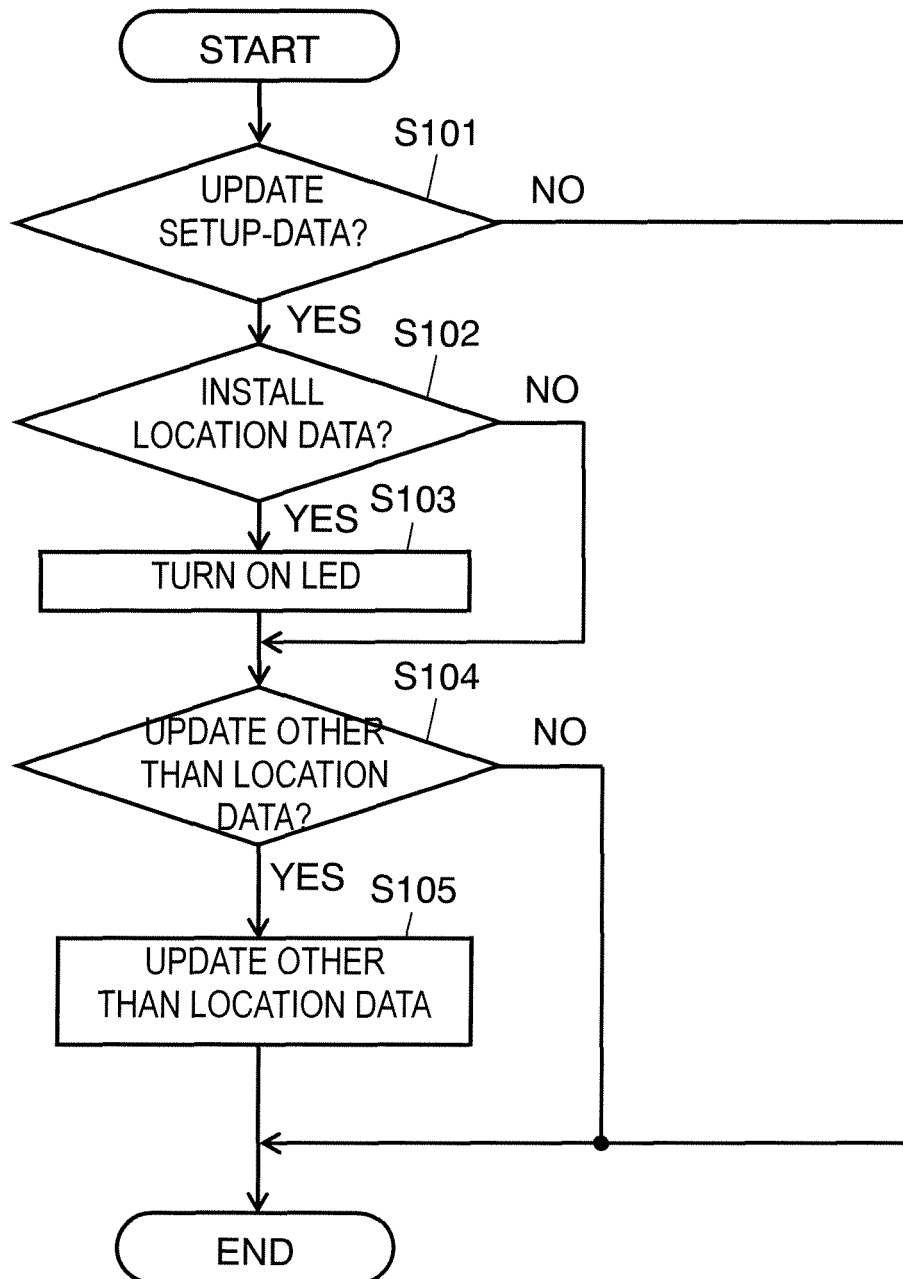 START
S101
UPDATE
SETUP-DATA?
NO
YES
S102
INSTALL
LOCATION DATA?
NO
YES
S103
TURN ON LED
S104
UPDATE OTHER
THAN LOCATION
DATA?
NO
YES
S105
UPDATE OTHER
THAN LOCATION DATA
END